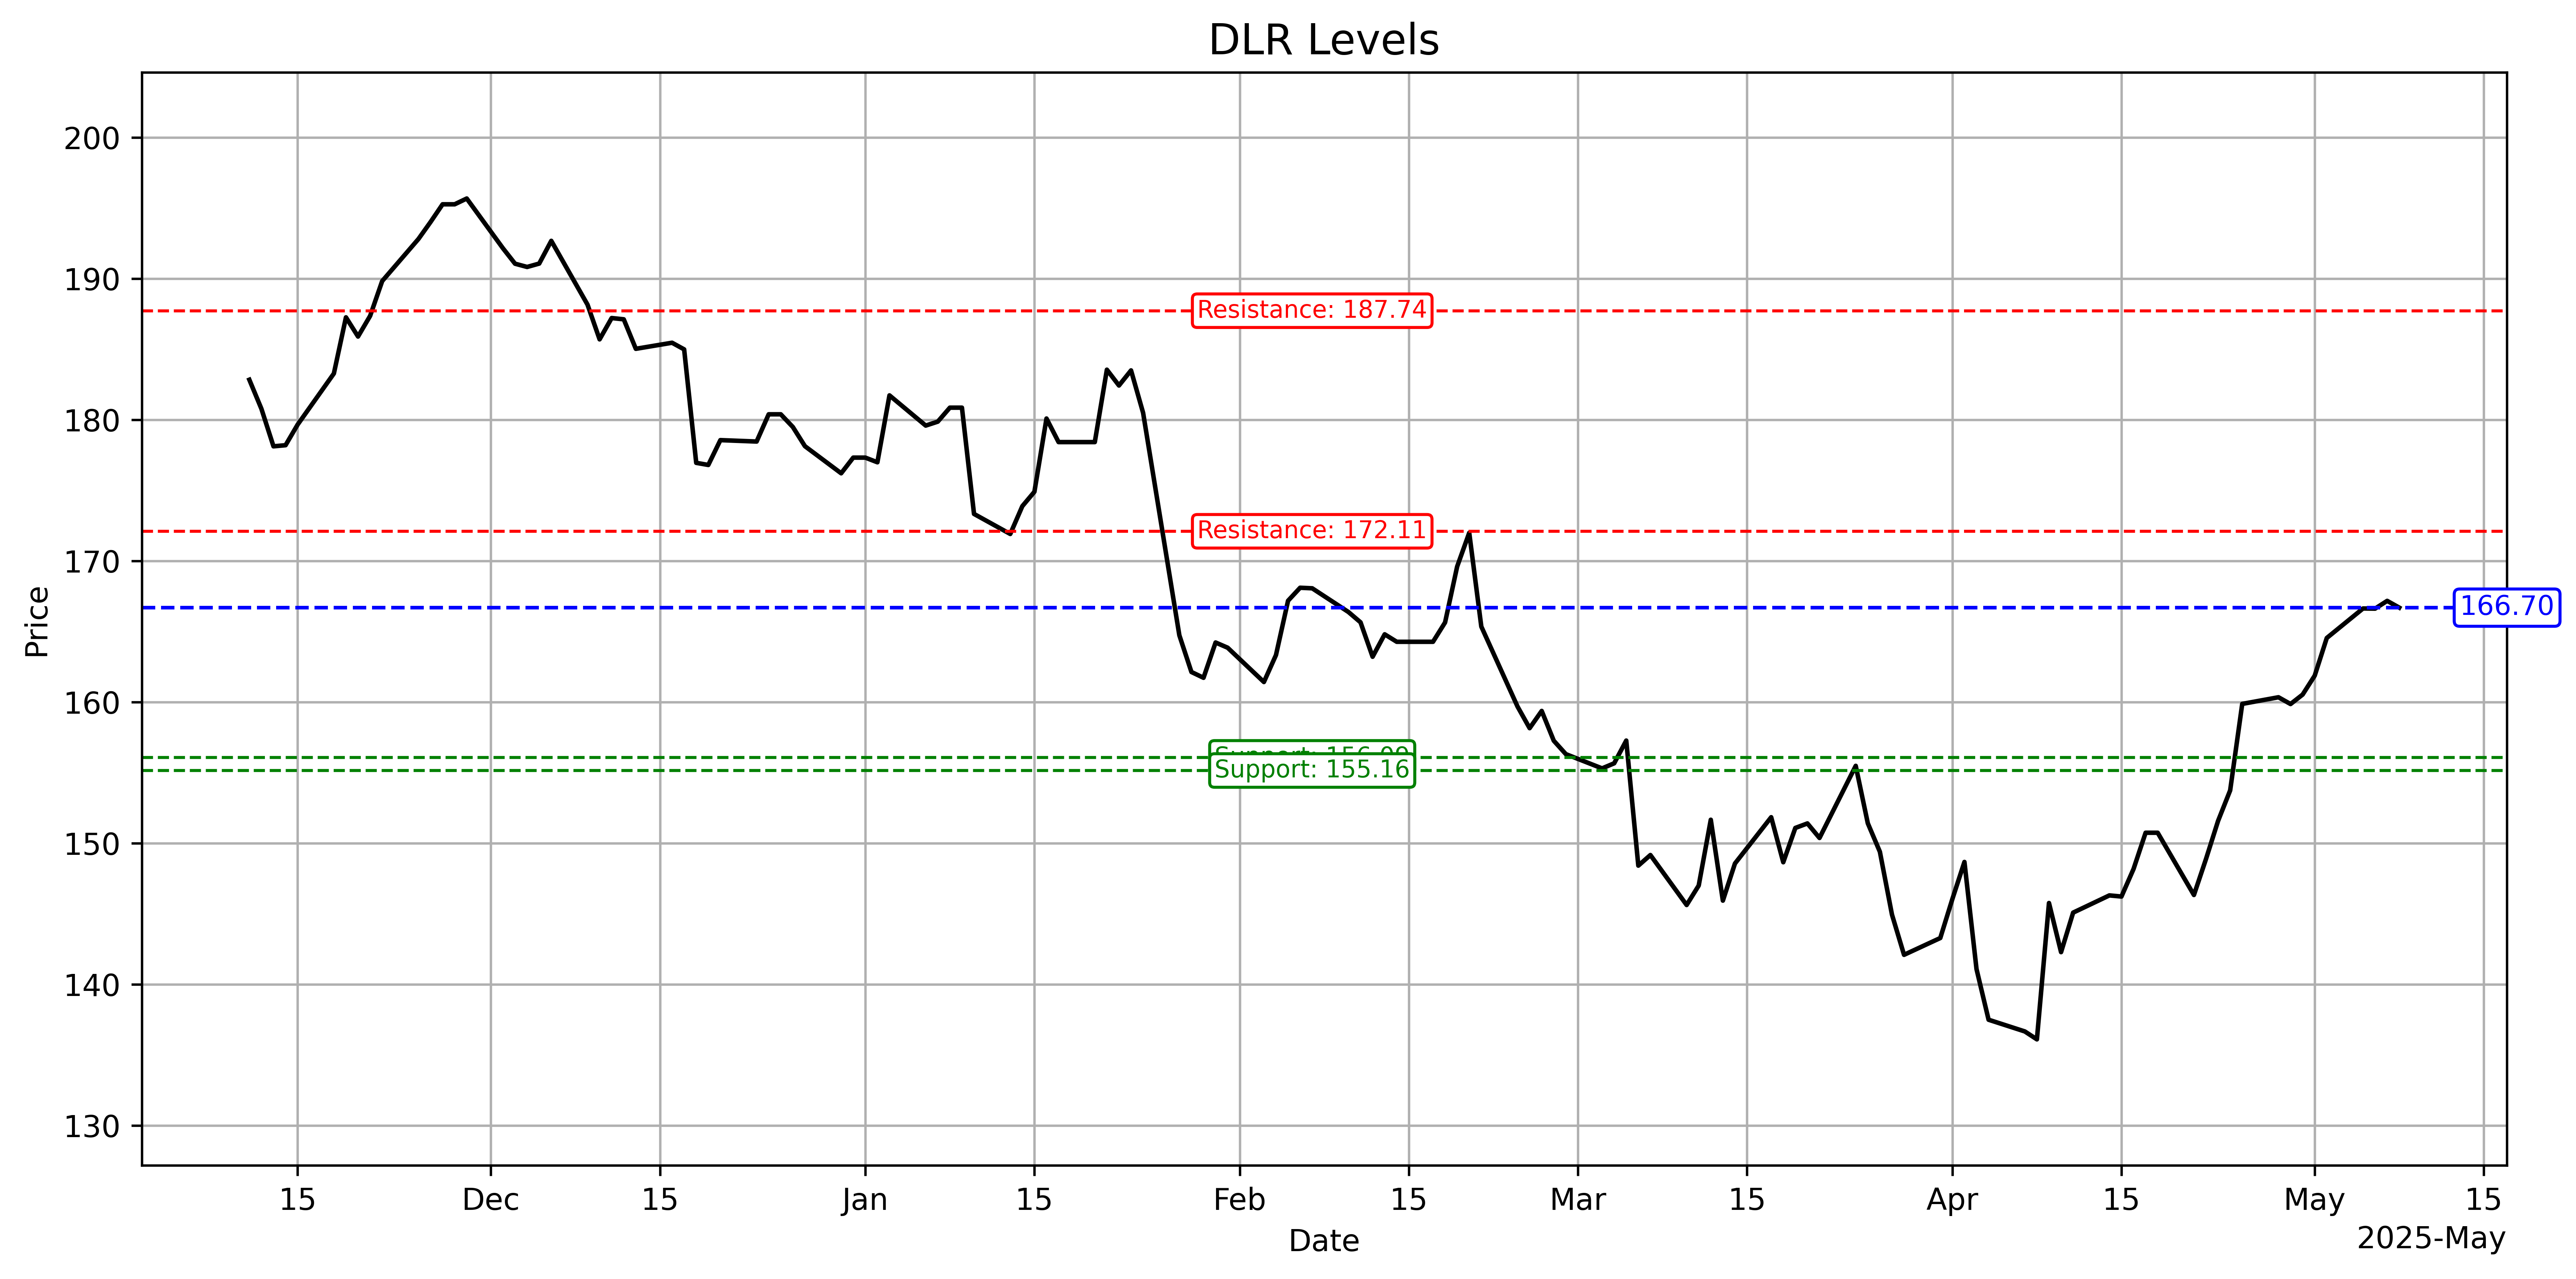 DLR Levels
200
190
180
170
160
150
140
130
Price
Resistance: 187.74
Resistance: 172.11
166.70
Support: 155.16
15 Dec 15 Jan 15 Feb 15 Mar 15 Apr 15 May 15
Date
2025-May